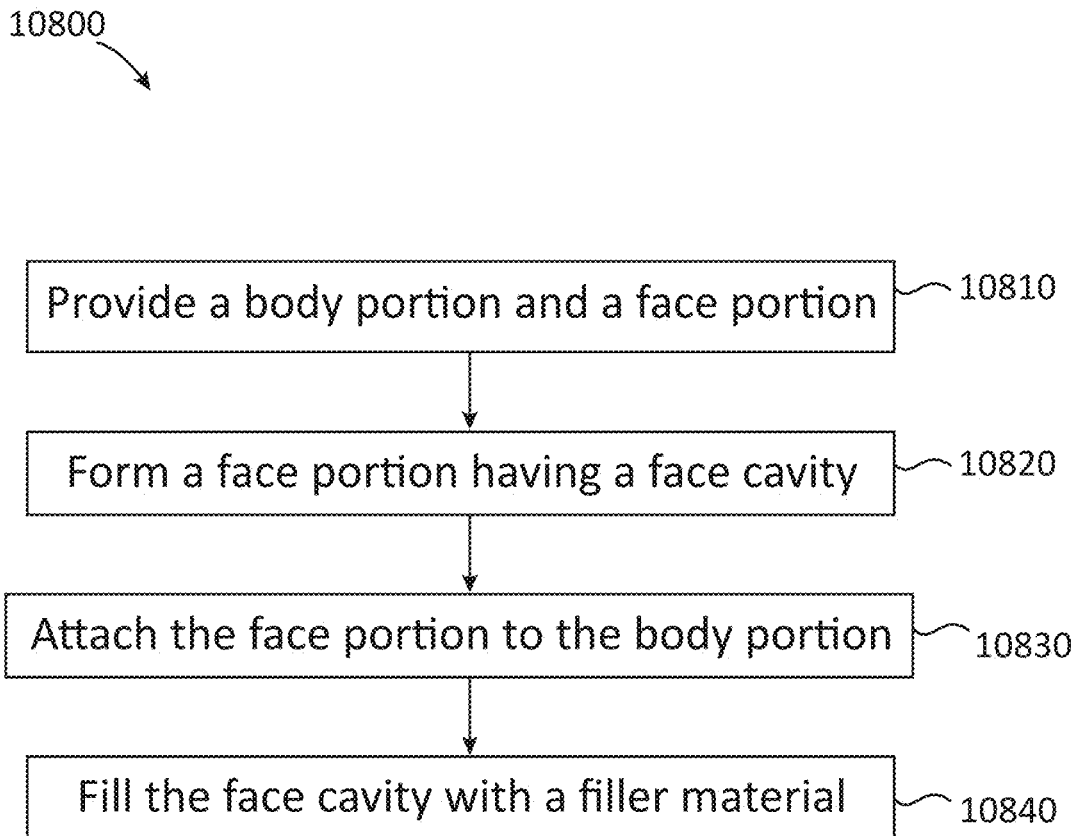 10800
Provide a body portion and a face portion
10810
Form a face portion having a face cavity
10820
Attach the face portion to the body portion
10830
Fill the face cavity with a filler material
10840